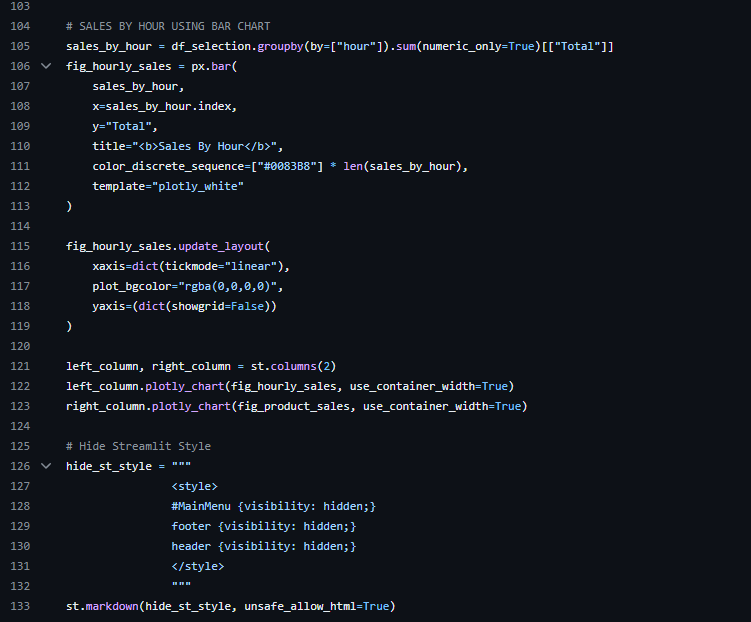 103
104 # SALES BY HOUR USING BAR CHART
105 sales_by_hour = df_selection.groupby(by=["hour"]).sum(numeric_only=True)[["Total"]]
106 fig_hourly_sales = px.bar(
107     sales_by_hour,
108     x=sales_by_hour.index,
109     y="Total",
110     title="<b>Sales By Hour</b>",
111     color_discrete_sequence=["#0083B8"] * len(sales_by_hour),
112     template="plotly_white"
113 )
114
115 fig_hourly_sales.update_layout(
116     xaxis=dict(tickmode="linear"),
117     plot_bgcolor="rgba(0,0,0,0)",
118     yaxis=(dict(showgrid=False))
119 )
120
121 left_column, right_column = st.columns(2)
122 left_column.plotly_chart(fig_hourly_sales, use_container_width=True)
123 right_column.plotly_chart(fig_product_sales, use_container_width=True)
124
125 # Hide Streamlit Style
126 hide_st_style = """
127                 <style>
128                 #MainMenu {visibility: hidden;}
129                 footer {visibility: hidden;}
130                 header {visibility: hidden;}
131                 </style>
132                 """
133 st.markdown(hide_st_style, unsafe_allow_html=True)